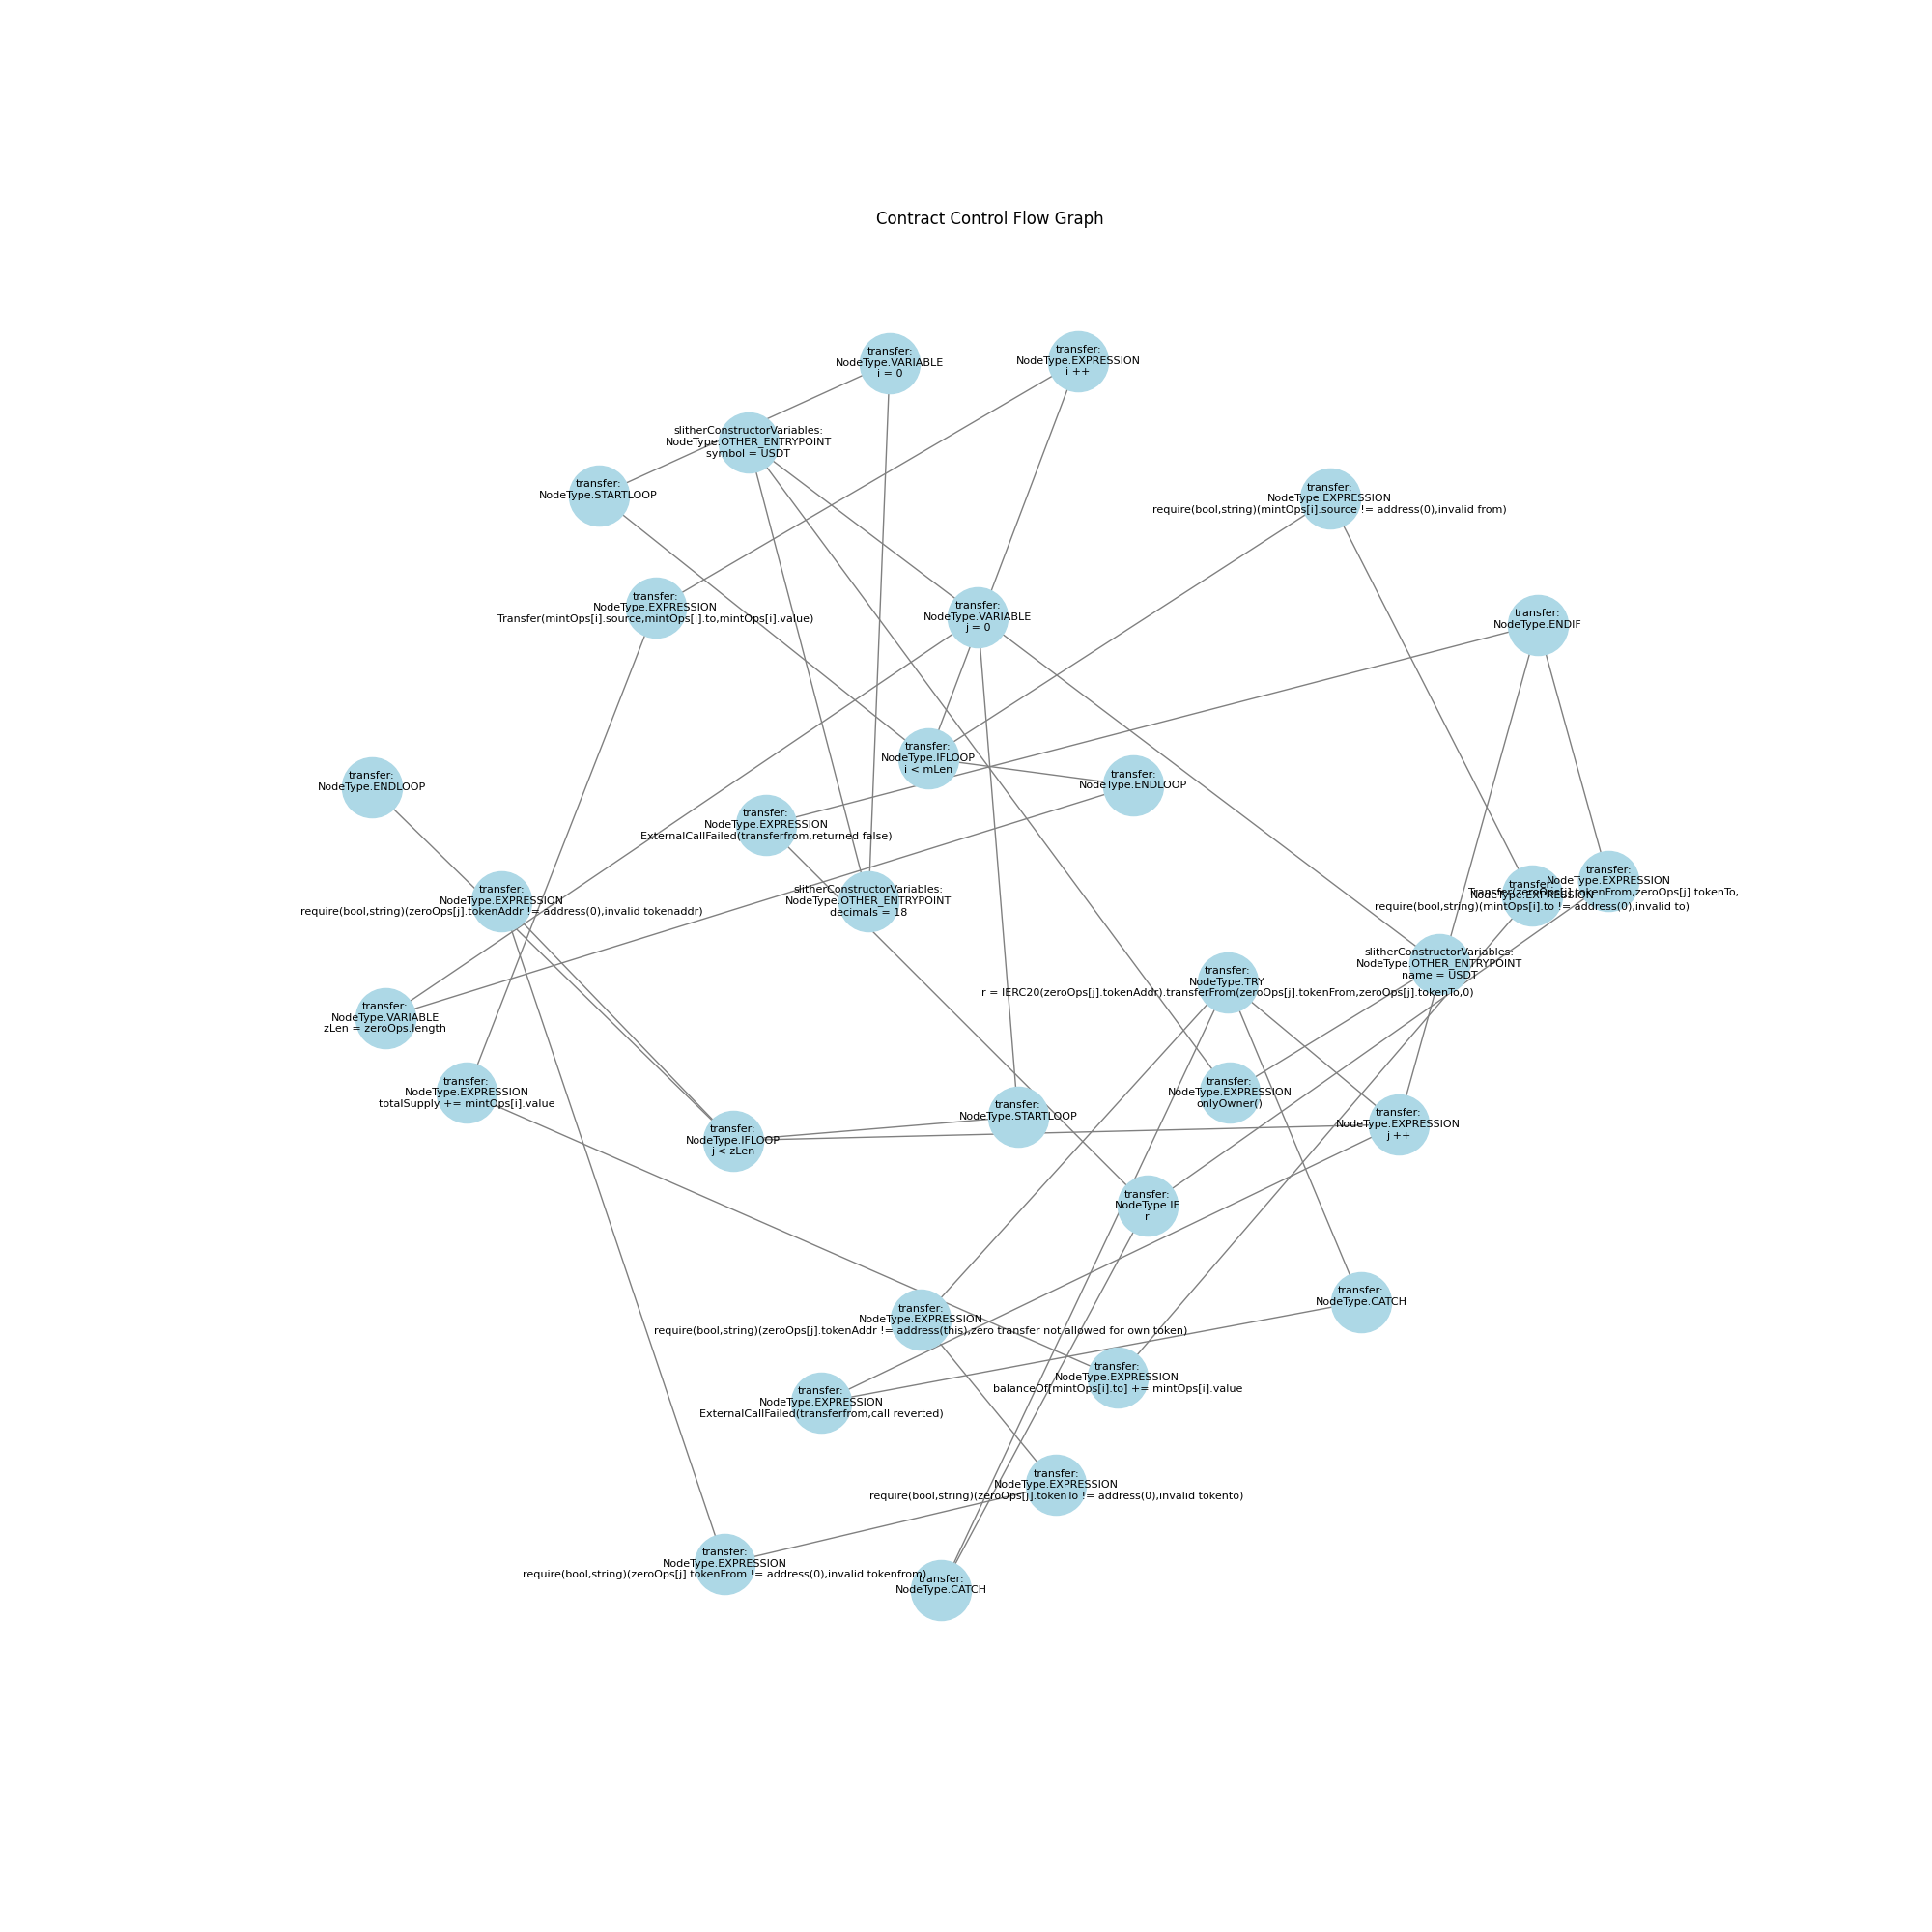 Contract Control Flow Graph
transfer:
NodeType.VARIABLE
i = 0
transfer:
NodeType.EXPRESSION
i ++
slitherConstructorVariables:
NodeType.OTHER_ENTRYPOINT
symbol = USDT
transfer:
NodeType.STARTLOOP
transfer:
NodeType.EXPRESSION
require(bool,string)(mintOps[i].source != address(0),invalid from)
transfer:
NodeType.EXPRESSION
Transfer(mintOps[i].source,mintOps[i].to,mintOps[i].value)
transfer:
NodeType.VARIABLE
j = 0
transfer:
NodeType.ENDIF
transfer:
NodeType.IFLOOP
i < mLen
transfer:
NodeType.ENDLOOP
transfer:
NodeType.ENDLOOP
transfer:
NodeType.EXPRESSION
ExternalCallFailed(transferfrom,returned false)
transfer:
NodeType.EXPRESSION
require(bool,string)(zeroOps[j].tokenAddr != address(0),invalid tokenaddr)
slitherConstructorVariables:
NodeType.OTHER_ENTRYPOINT
decimals = 18
transfer:
NodeType.EXPRESSION
Transfer(zeroOps[j].tokenFrom,zeroOps[j].tokenTo,
transfer:
NodeType.EXPRESSION
require(bool,string)(mintOps[i].to != address(0),invalid to)
slitherConstructorVariables:
NodeType.OTHER_ENTRYPOINT
name = USDT
transfer:
NodeType.TRY
r = IERC20(zeroOps[j].tokenAddr).transferFrom(zeroOps[j].tokenFrom,zeroOps[j].tokenTo,0)
transfer:
NodeType.VARIABLE
zLen = zeroOps.length
transfer:
NodeType.EXPRESSION
totalSupply += mintOps[i].value
transfer:
NodeType.EXPRESSION
onlyOwner()
transfer:
NodeType.STARTLOOP
transfer:
NodeType.EXPRESSION
j ++
transfer:
NodeType.IFLOOP
j < zLen
transfer:
NodeType.IF
r
transfer:
NodeType.CATCH
transfer:
NodeType.EXPRESSION
require(bool,string)(zeroOps[j].tokenAddr != address(this),zero transfer not allowed for own token)
transfer:
NodeType.EXPRESSION
balanceOf[mintOps[i].to] += mintOps[i].value
transfer:
NodeType.EXPRESSION
ExternalCallFailed(transferfrom,call reverted)
transfer:
NodeType.EXPRESSION
require(bool,string)(zeroOps[j].tokenTo != address(0),invalid tokento)
transfer:
NodeType.EXPRESSION
require(bool,string)(zeroOps[j].tokenFrom != address(0),invalid tokenfrom)
transfer:
NodeType.CATCH